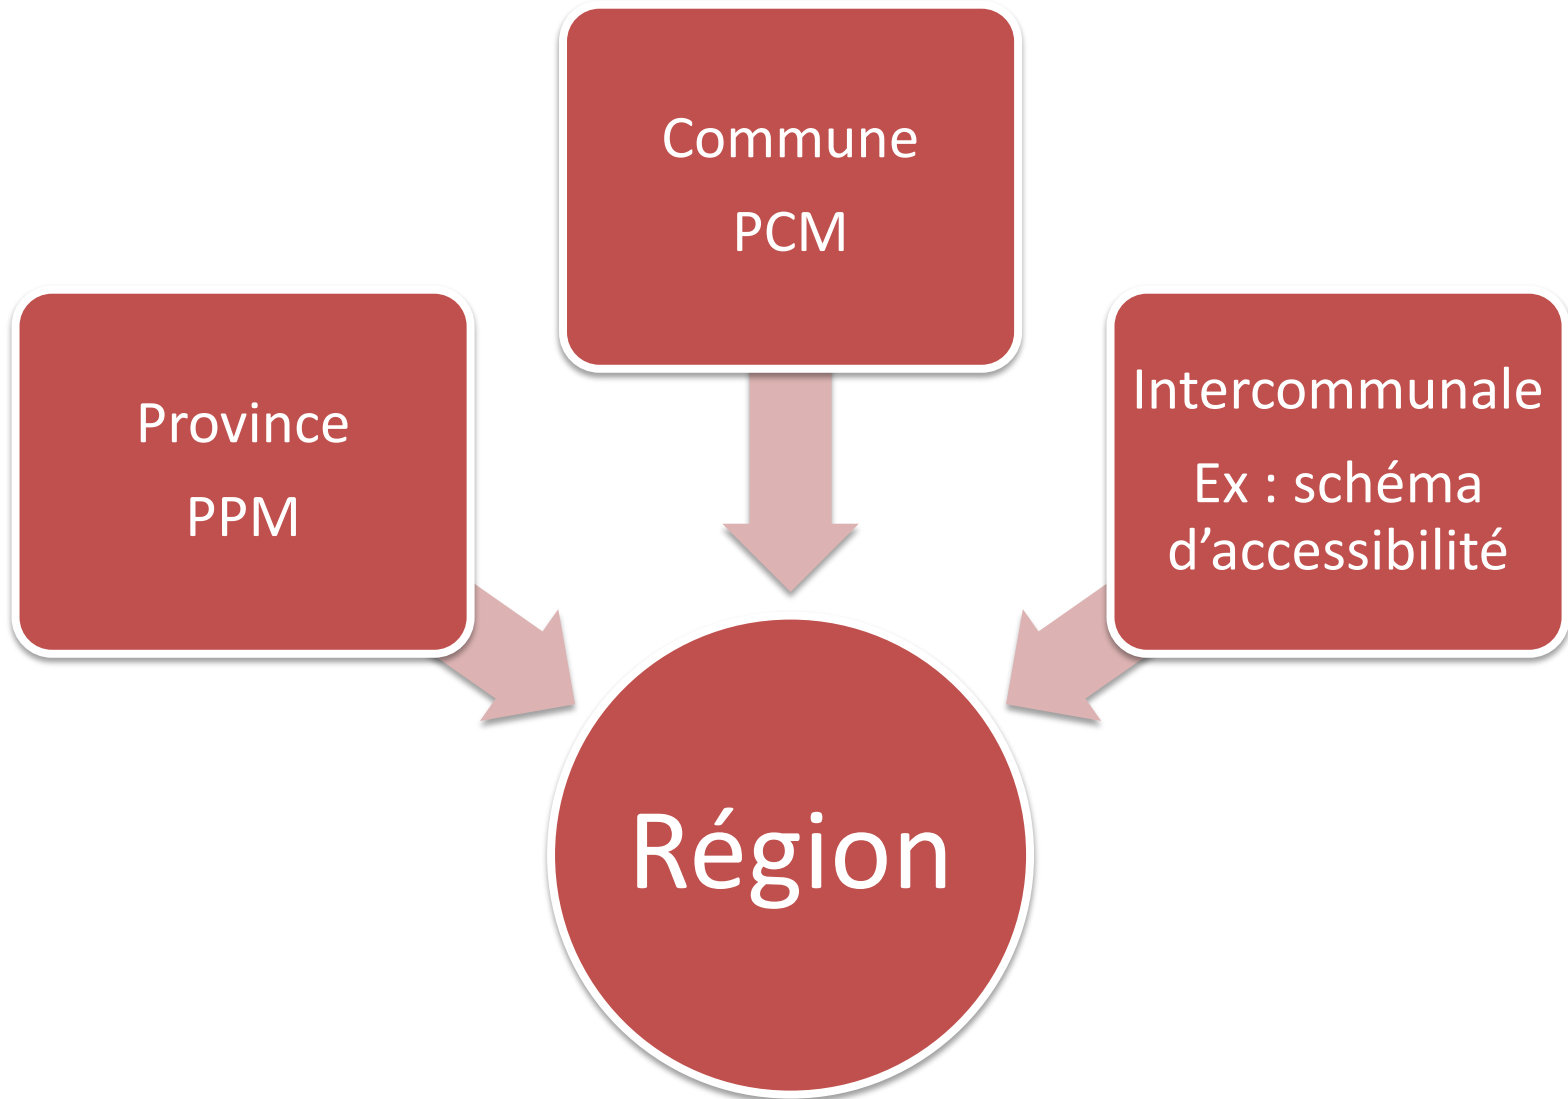 Commune
PCM
Province
PPM
Intercommunale
Ex : schéma
d’accessibilité
Région